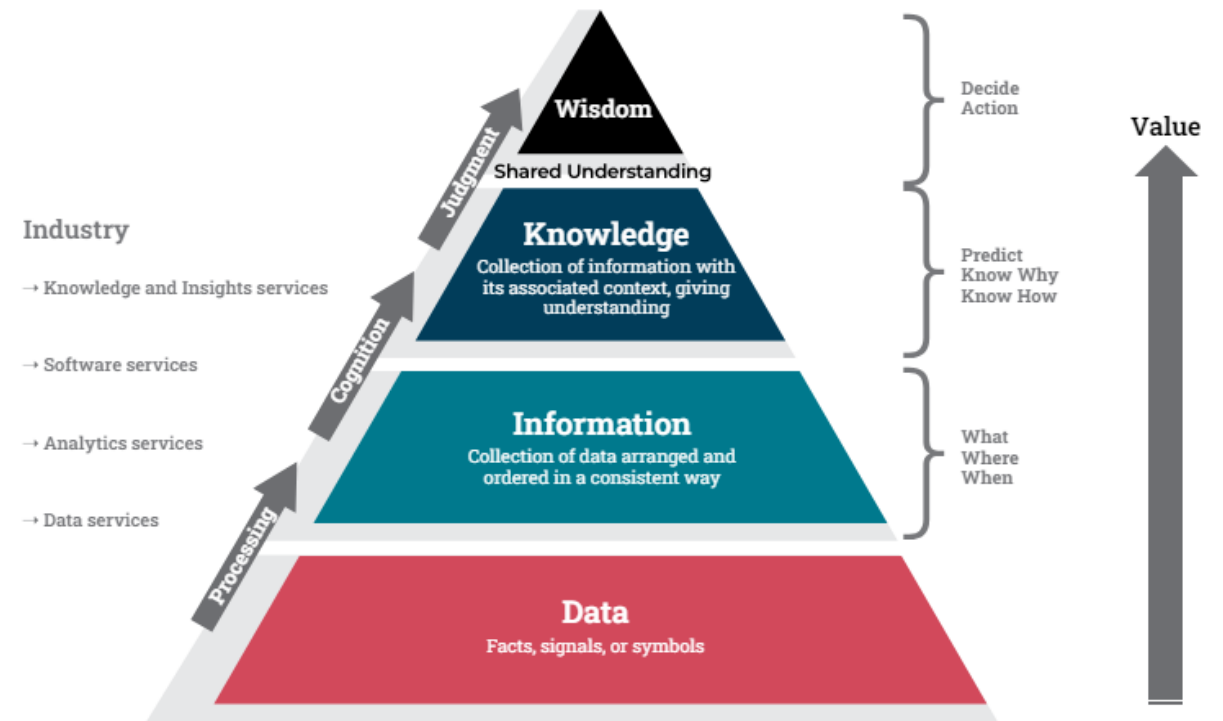 Wisdom
Decide
Action
Value
Judgment
Shared Understanding
Industry
Knowledge
Collection of information with
its associated context, giving
understanding
Predict
Know Why
Know How
→ Knowledge and Insights services
Cognition
→ Software services
Information
Collection of data arranged and
ordered in a consistent way
What
Where
When
→ Analytics services
→ Data services
Processing
Data
Facts, signals, or symbols